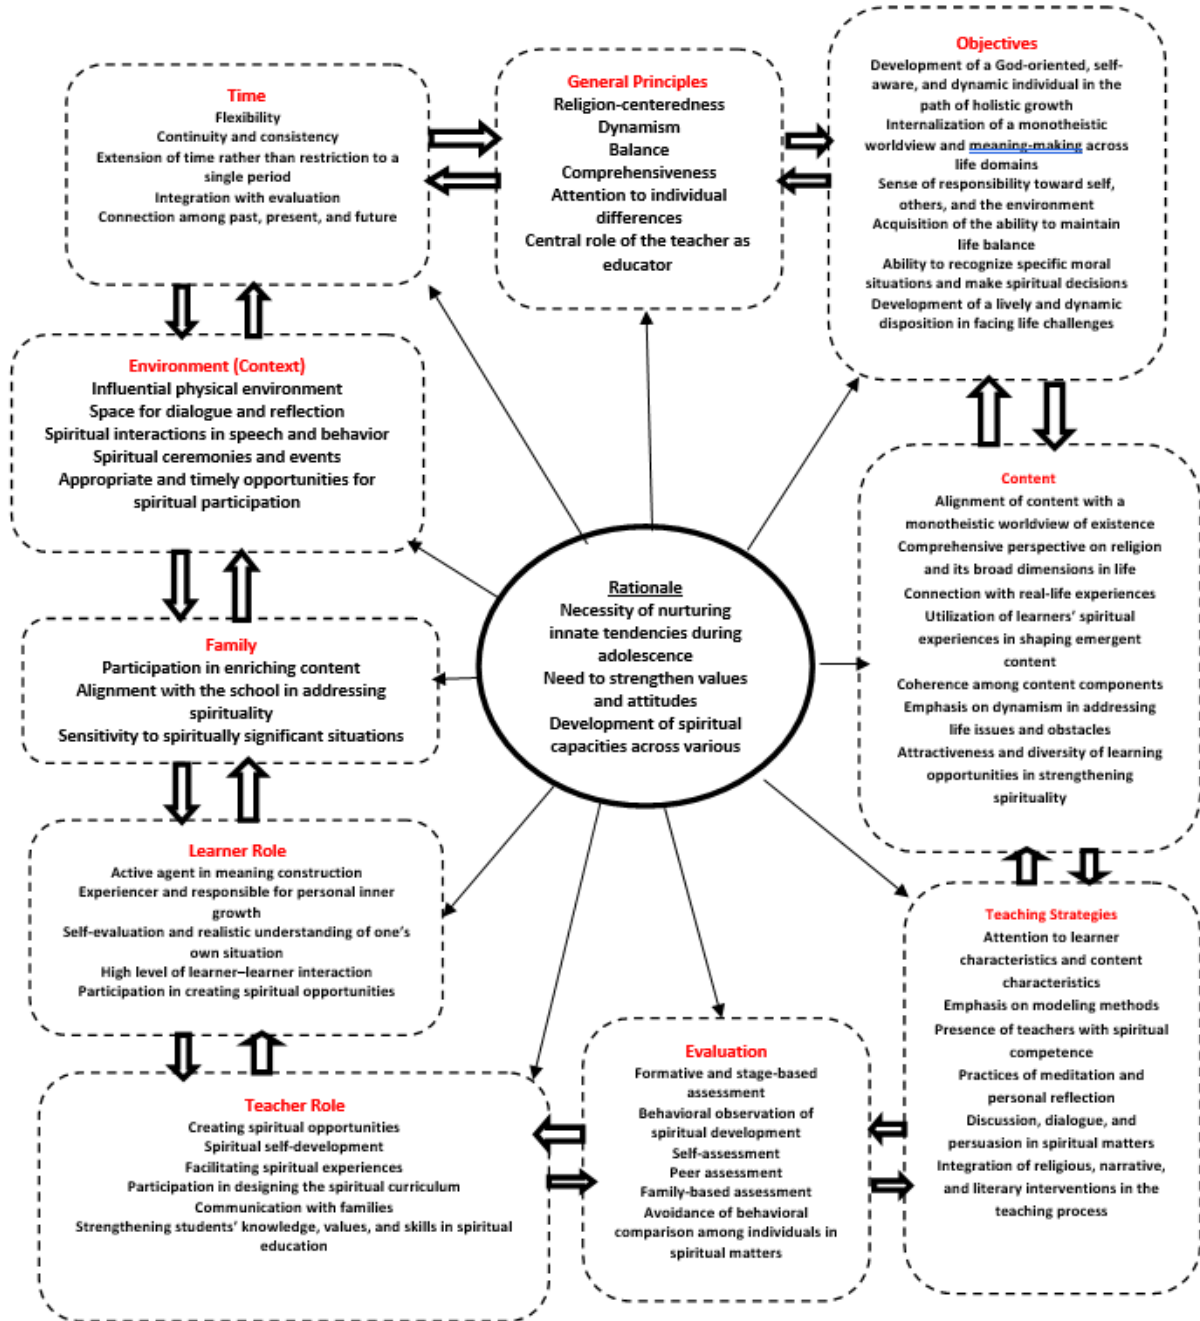 Time
Flexibility
Continuity and consistency
Extension of time rather than restriction to a
single period
Integration with evaluation
Connection among past, present, and future
General Principles
Religion-centeredness
Dynamism
Balance
Comprehensiveness
Attention to individual
differences
Central role of the teacher as
educator
Objectives
Development of a God-oriented, self-
aware, and dynamic individual in the
path of holistic growth
Internalization of a monotheistic
worldview and meaning-making across
life domains
Sense of responsibility toward self,
others, and the environment
Acquisition of the ability to maintain
life balance
Ability to recognize specific moral
situations and make spiritual decisions
Development of a lively and dynamic
disposition in facing life challenges
Environment (Context)
Influential physical environment
Space for dialogue and reflection
Spiritual interactions in speech and behavior
Spiritual ceremonies and events
Appropriate and timely opportunities for
spiritual participation
Content
Alignment of content with a
monotheistic worldview of existence
Comprehensive perspective on religion
and its broad dimensions in life
Connection with real-life experiences
Utilization of learners' spiritual
experiences in shaping emergent
content
Coherence among content components
Emphasis on dynamism in addressing
life issues and obstacles
Attractiveness and diversity of learning
opportunities in strengthening
spirituality
Rationale
Necessity of nurturing
innate tendencies during
adolescence
Need to strengthen values
and attitudes
Development of spiritual
capacities across various
Family
Participation in enriching content
Alignment with the school in addressing
spirituality
Sensitivity to spiritually significant situations
Learner Role
Active agent in meaning construction
Experiencer and responsible for personal inner
growth
Self-evaluation and realistic understanding of one's
own situation
High level of learner–learner interaction
Participation in creating spiritual opportunities
Teaching Strategies
Attention to learner
characteristics and content
characteristics
Emphasis on modeling methods
Presence of teachers with spiritual
competence
Practices of meditation and
personal reflection
Discussion, dialogue, and
persuasion in spiritual matters
Integration of religious, narrative,
and literary interventions in the
teaching process
Evaluation
Formative and stage-based
assessment
Behavioral observation of
spiritual development
Self-assessment
Peer assessment
Family-based assessment
Avoidance of behavioral
comparison among individuals in
spiritual matters
Teacher Role
Creating spiritual opportunities
Spiritual self-development
Facilitating spiritual experiences
Participation in designing the spiritual curriculum
Communication with families
Strengthening students' knowledge, values, and skills in spiritual
education